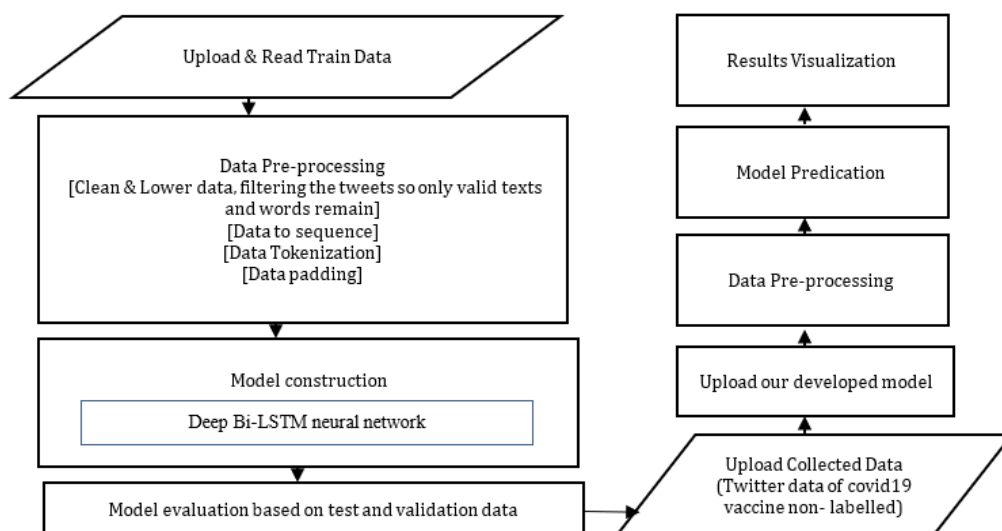 Upload & Read Train Data
Data Pre-processing
[Clean & Lower data, filtering the tweets so only valid texts
and words remain]
[Data to sequence]
[Data Tokenization]
[Data padding]
Model construction
Deep Bi-LSTM neural network
Model evaluation based on test and validation data
Upload Collected Data
(Twitter data of covid19
vaccine non- labelled)
Upload our developed model
Data Pre-processing
Model Predication
Results Visualization